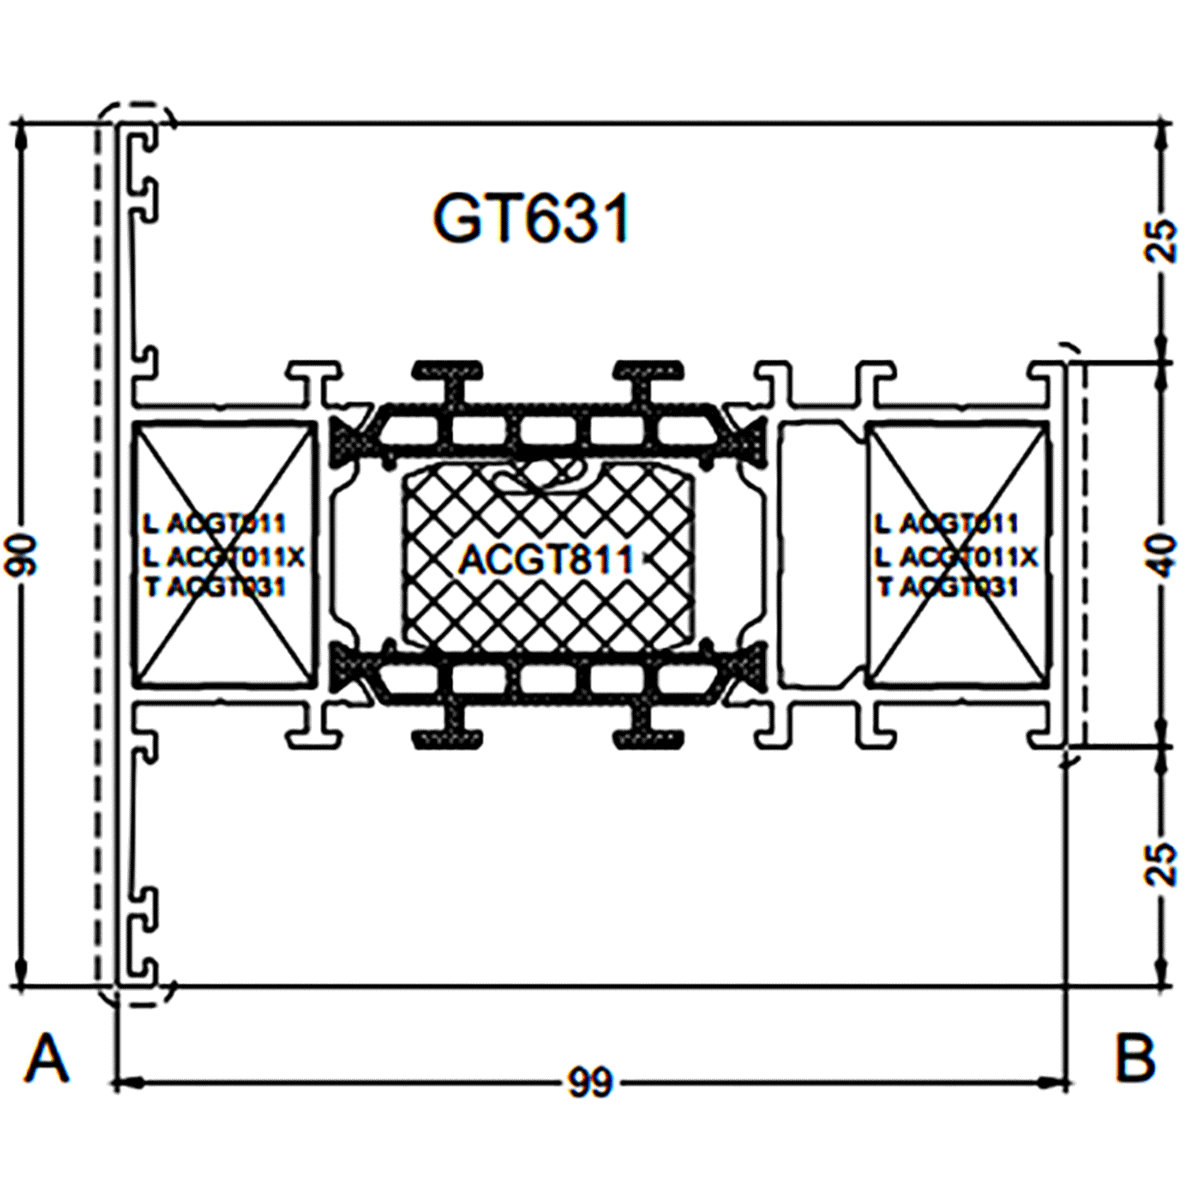 GT631
25
L ACGT011
L ACGT011X
T ACGT031
ACGT811
L ACGT011
L ACGT011X
T ACGT031
90
40
25
A
99
B